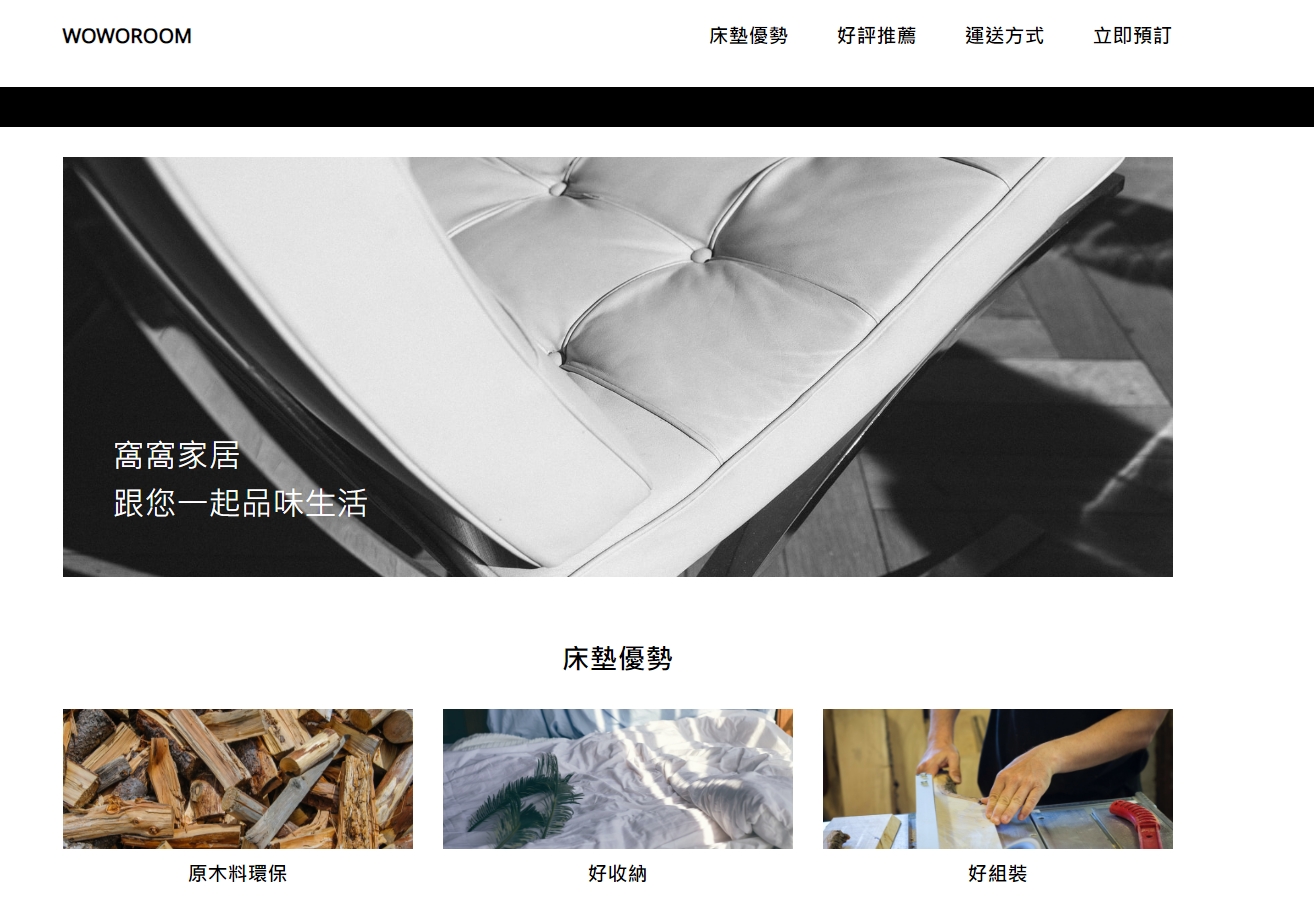 WOWOROOM
床墊優勢 好評推薦 運送方式 立即預訂
窩窩家居
跟您一起品味生活
床墊優勢
原木料環保 好收納 好組裝